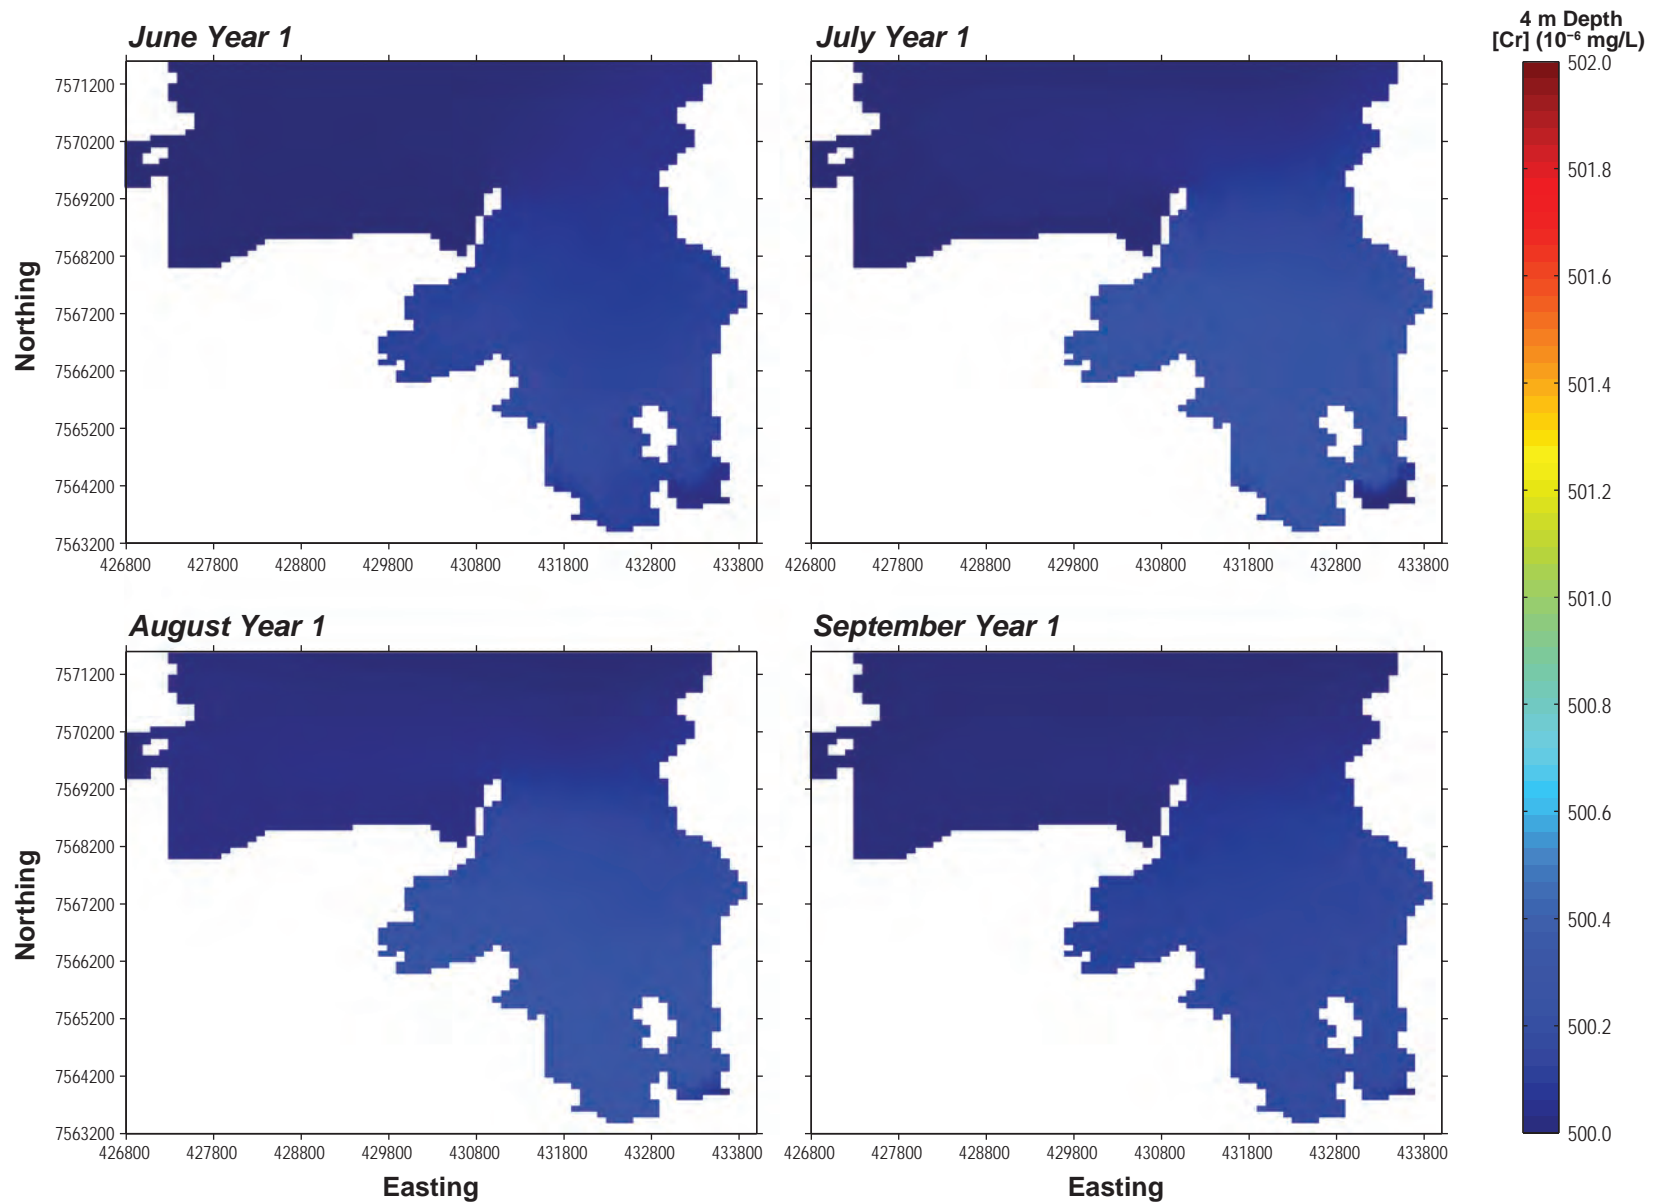 June Year 1
July Year 1
4 m Depth
[Cr] (10⁻⁶ mg/L)
7571200
7570200
7569200
7568200
7567200
7566200
7565200
7564200
7563200
Northing
426800 427800 428800 429800 430800 431800 432800 433800
426800 427800 428800 429800 430800 431800 432800 433800
August Year 1
September Year 1
7571200
7570200
7569200
7568200
7567200
7566200
7565200
7564200
7563200
Northing
426800 427800 428800 429800 430800 431800 432800 433800
426800 427800 428800 429800 430800 431800 432800 433800
Easting
Easting
502.0
501.8
501.6
501.4
501.2
501.0
500.8
500.6
500.4
500.2
500.0